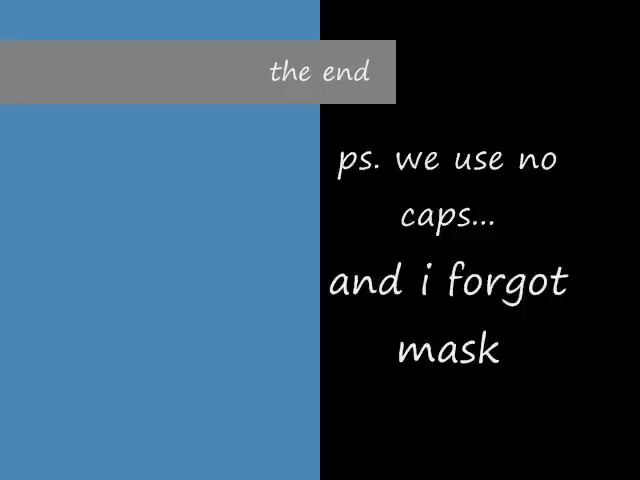 the end
ps. we use no
caps...
and i forgot
mask